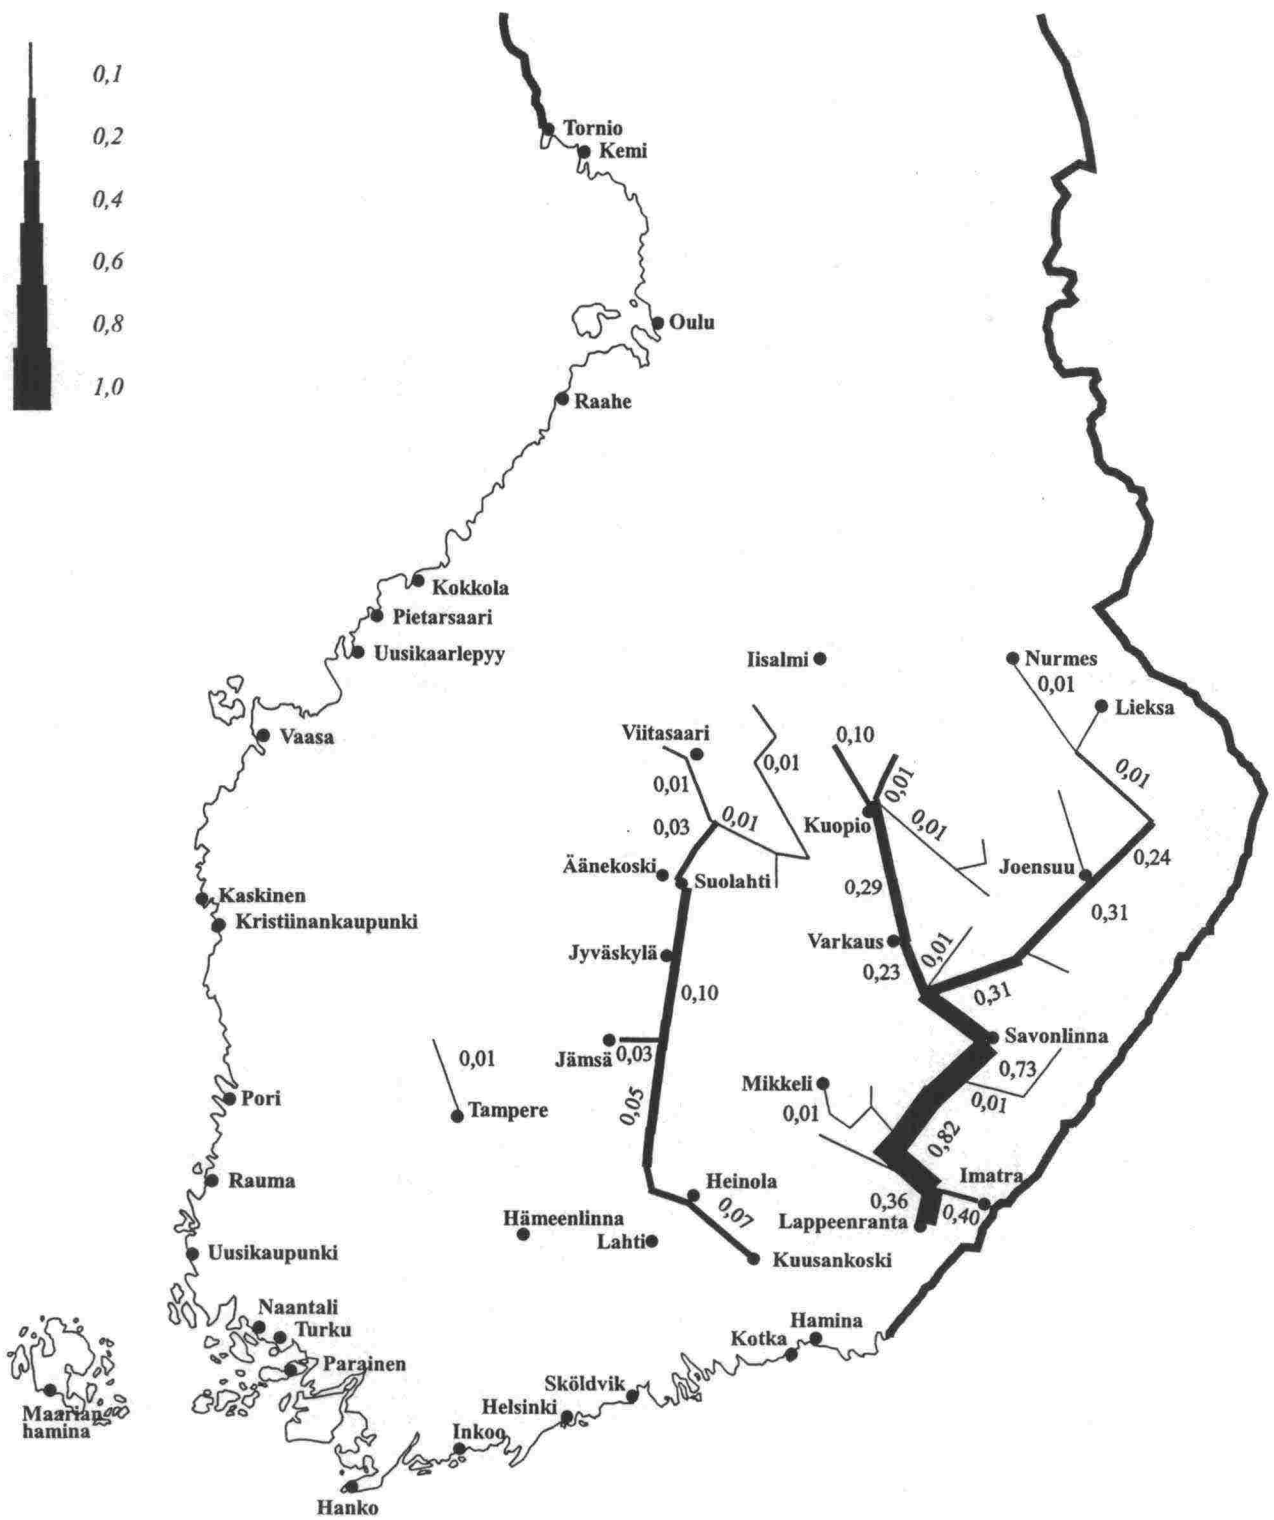 0,1
0,2
0,4
0,6
0,8
1,0
Tornio
Kemi
Oulu
Raahe
Kokkola
Pietarsaari
Uusikaarlepyy
Vaasa
Iisalmi
Nurmes
0,01
Lieksa
Viitasaari
0,10
0,01
0,01
0,01
0,01
0,03
0,01
0,01
Kuopio
0,24
Äänekoski
Suolahti
0,29
Joensuu
0,31
Kaskinen
Kristiinankaupunki
Jyväskylä
Varkaus
0,01
0,23
0,10
0,31
Savonlinna
Jämsä
0,03
0,01
0,73
Mikkeli
0,01
0,01
Pori
Tampere
0,05
0,82
Rauma
Heinola
Imatra
0,07
0,36
0,40
Hämeenlinna
Lahti
Lappeenranta
Uusikaupunki
Kuusankoski
Naantali
Turku
Hamina
Kotka
Parainen
Sköldvik
Helsinki
Maarian
hamina
Inkoo
Hanko